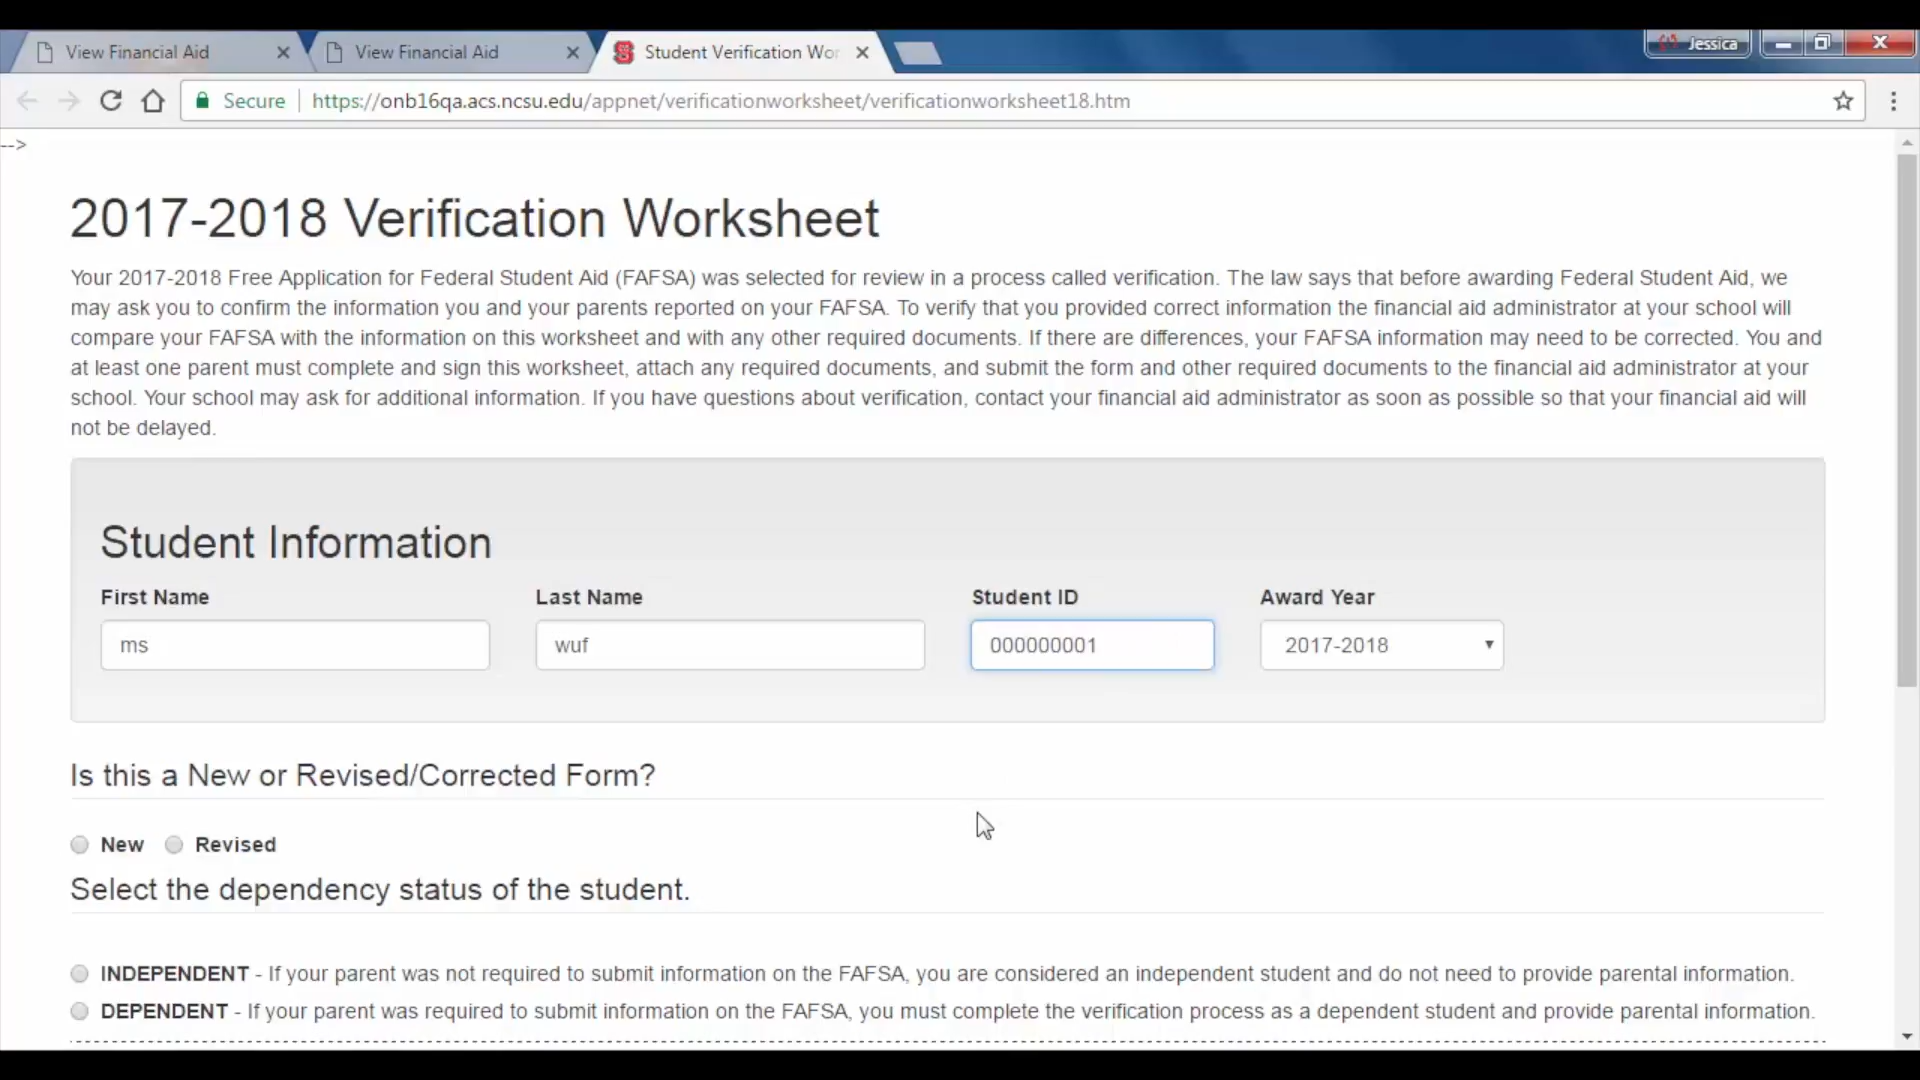 View Financial Aid
View Financial Aid
Student Verification Wor
Jessica
Secure
https://onb16qa.acs.ncsu.edu/appnet/verificationworksheet/verificationworksheet18.htm
-->
2017-2018 Verification Worksheet
Your 2017-2018 Free Application for Federal Student Aid (FAFSA) was selected for review in a process called verification. The law says that before awarding Federal Student Aid, we
may ask you to confirm the information you and your parents reported on your FAFSA. To verify that you provided correct information the financial aid administrator at your school will
compare your FAFSA with the information on this worksheet and with any other required documents. If there are differences, your FAFSA information may need to be corrected. You and
at least one parent must complete and sign this worksheet, attach any required documents, and submit the form and other required documents to the financial aid administrator at your
school. Your school may ask for additional information. If you have questions about verification, contact your financial aid administrator as soon as possible so that your financial aid will
not be delayed.
Student Information
First Name
Last Name
Student ID
Award Year
ms
wuf
000000001
2017-2018
Is this a New or Revised/Corrected Form?
New
Revised
Select the dependency status of the student.
INDEPENDENT - If your parent was not required to submit information on the FAFSA, you are considered an independent student and do not need to provide parental information.
DEPENDENT - If your parent was required to submit information on the FAFSA, you must complete the verification process as a dependent student and provide parental information.